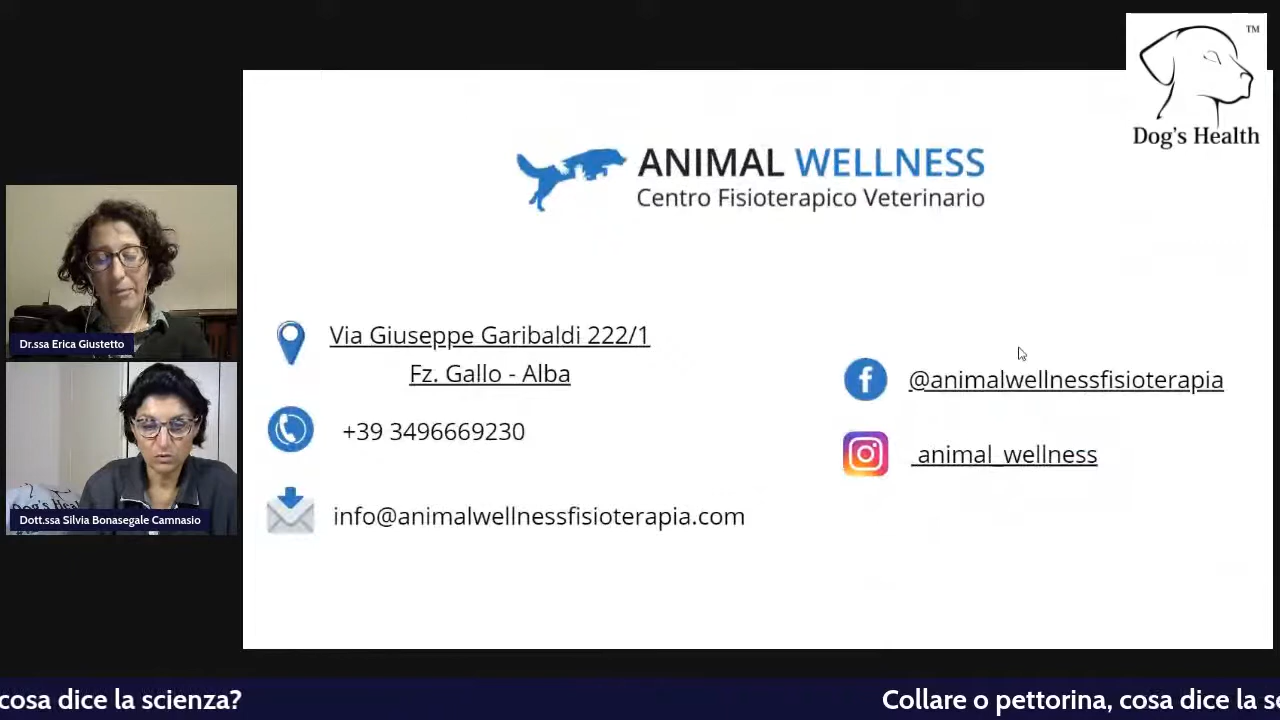 TM
Dog's Health
ANIMAL WELLNESS
Centro Fisioterapico Veterinario
Via Giuseppe Garibaldi 222/1
Fz. Gallo - Alba
+39 3496669230
info@animalwellnessfisioterapia.com
@animalwellnessfisioterapia
_animal_wellness
Dr.ssa Erica Giustetto
Dog's Hea
Dott.ssa Silvia Bonasegale Camnasio
cosa dice la scienza?
Collare o pettorina, cosa dice la s